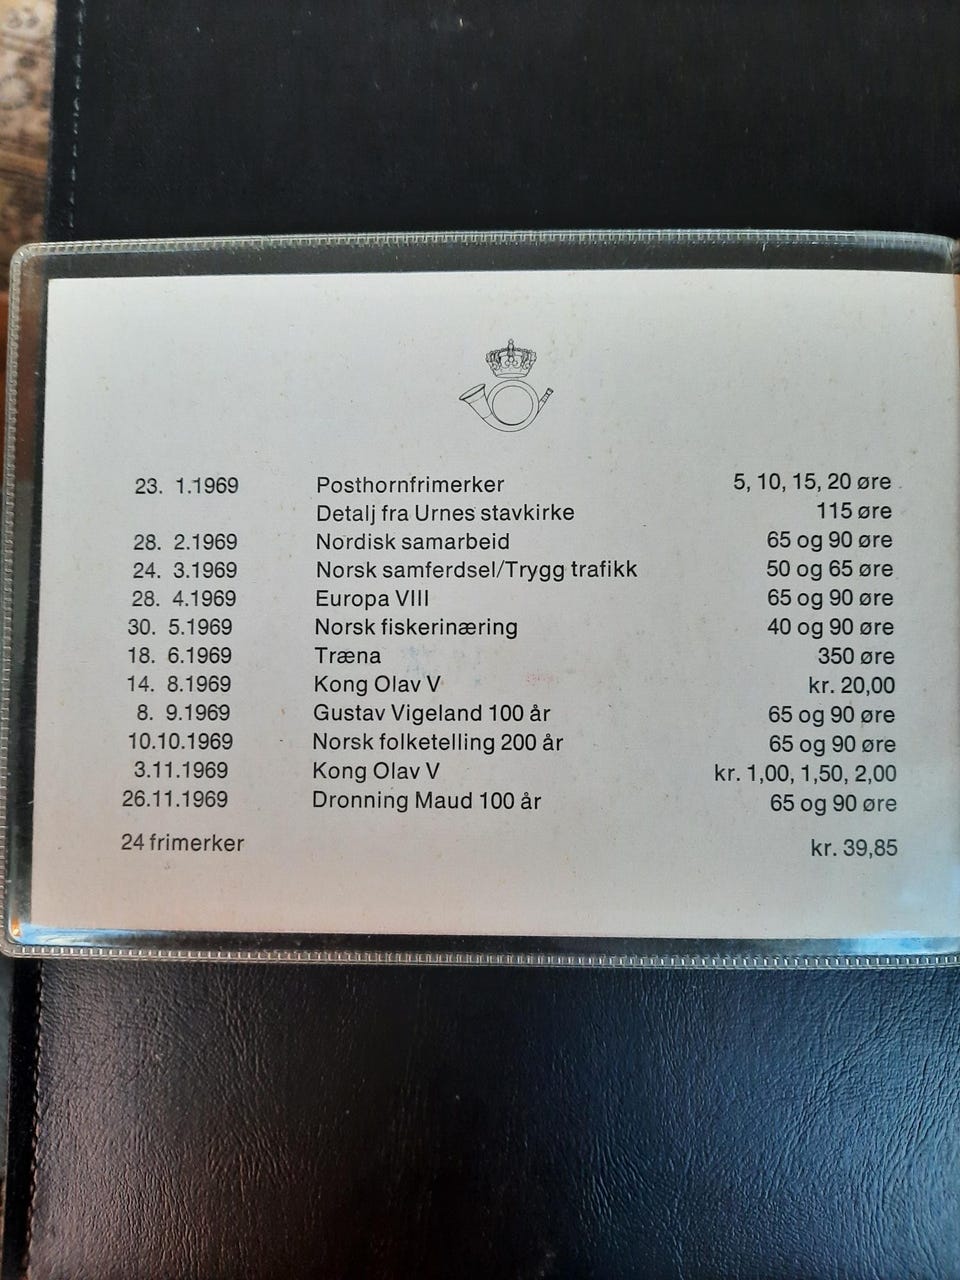 23. 1.1969 Posthornfrimerker 5, 10, 15, 20 øre
Detalj fra Urnes stavkirke 115 øre
28. 2.1969 Nordisk samarbeid 65 og 90 øre
24. 3.1969 Norsk samferdsel/Trygg trafikk 50 og 65 øre
28. 4.1969 Europa VIII 65 og 90 øre
30. 5.1969 Norsk fiskerinæring 40 og 90 øre
18. 6.1969 Træna 350 øre
14. 8.1969 Kong Olav V kr. 20,00
8. 9.1969 Gustav Vigeland 100 år 65 og 90 øre
10.10.1969 Norsk folketelling 200 år 65 og 90 øre
3.11.1969 Kong Olav V kr. 1,00, 1,50, 2,00
26.11.1969 Dronning Maud 100 år 65 og 90 øre
24 frimerker kr. 39,85